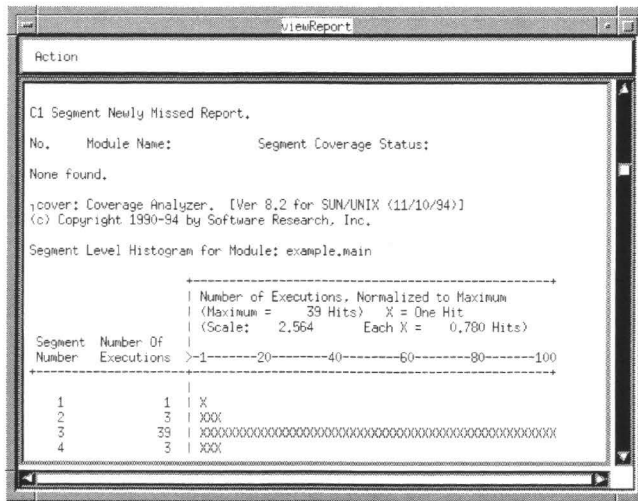 viewReport
Action
C1 Segment Newly Missed Report.
No. Module Name: Segment Coverage Status:
None found.
cover: Coverage Analyzer. [Ver 8.2 for SUN/UNIX (11/10/94)]
(c) Copyright 1990-94 by Software Research, Inc.
Segment Level Histogram for Module: example.main
+---------------------------------------------------+
| Number of Executions, Normalized to Maximum
| (Maximum = 39 Hits) X = One Hit
| (Scale: 2.564 Each X = 0.780 Hits)
Segment Number Of |
Number Executions >-1------20--------40--------60--------80-------100
+---------------------+---------------------------------------------------+
1 1 | X
2 3 | XXX
3 39 | XXXXXXXXXXXXXXXXXXXXXXXXXXXXXXXXXXXXXXXXXXXXXXXXXX
4 3 | XXX